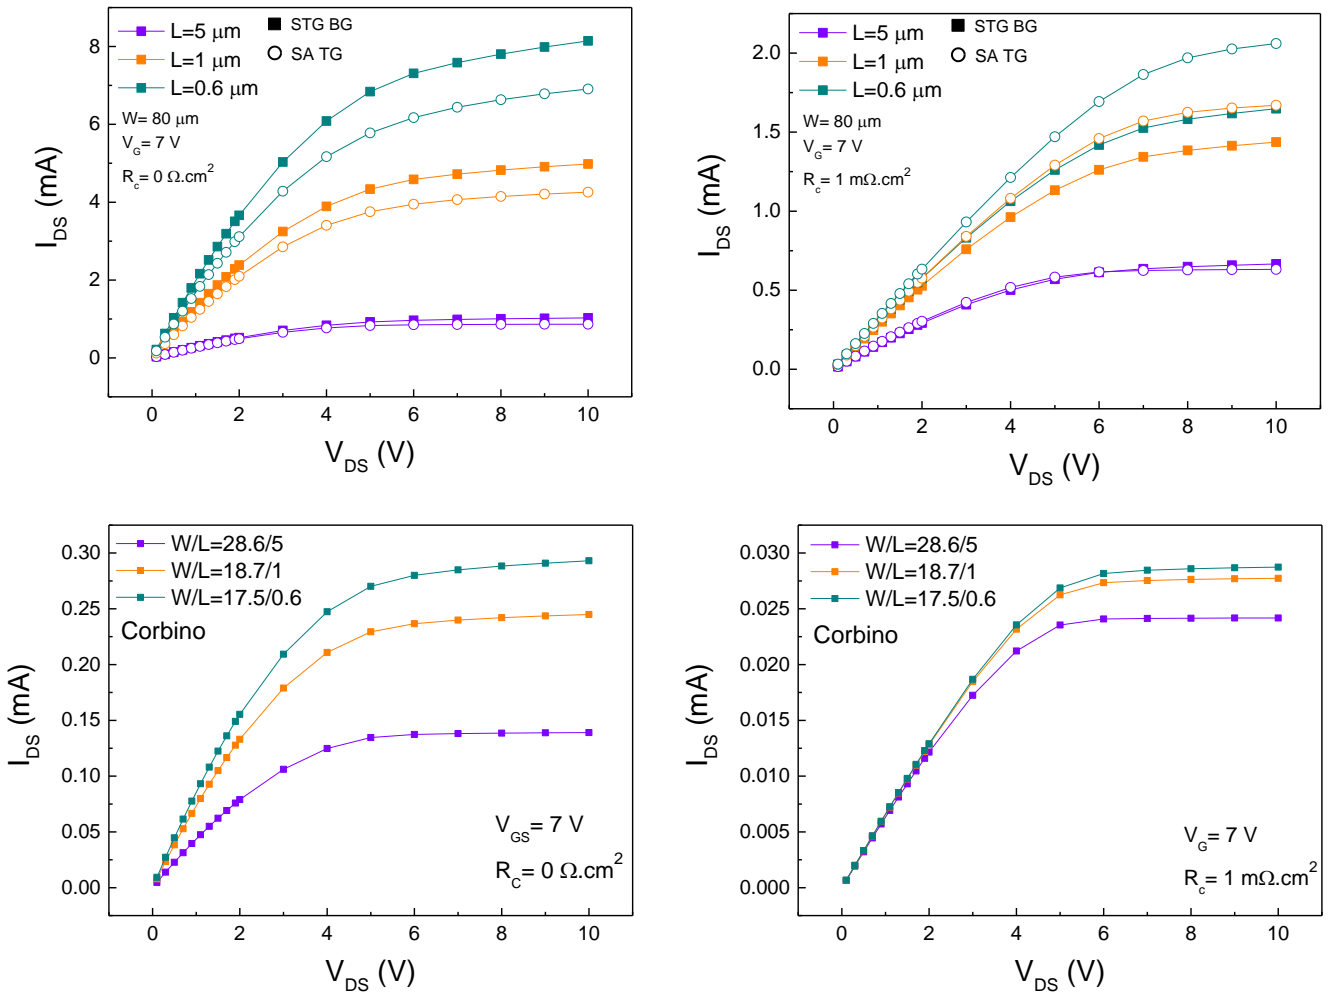 L=5 μm
L=1 μm
L=0.6 μm
STG BG
SA TG
W= 80 μm
V_G= 7 V
R_c= 0 Ω.cm²
8
6
4
2
0
I_DS (mA)
0 2 4 6 8 10
V_DS (V)
L=5 μm
L=1 μm
L=0.6 μm
STG BG
SA TG
W= 80 μm
V_G= 7 V
R_c= 1 mΩ.cm²
2.0
1.5
1.0
0.5
0.0
I_DS (mA)
0 2 4 6 8 10
V_DS (V)
W/L=28.6/5
W/L=18.7/1
W/L=17.5/0.6
Corbino
0.30
0.25
0.20
0.15
0.10
0.05
0.00
I_DS (mA)
V_GS= 7 V
R_C= 0 Ω.cm²
0 2 4 6 8 10
V_DS (V)
W/L=28.6/5
W/L=18.7/1
W/L=17.5/0.6
Corbino
0.030
0.025
0.020
0.015
0.010
0.005
0.000
I_DS (mA)
V_G= 7 V
R_c= 1 mΩ.cm²
0 2 4 6 8 10
V_DS (V)